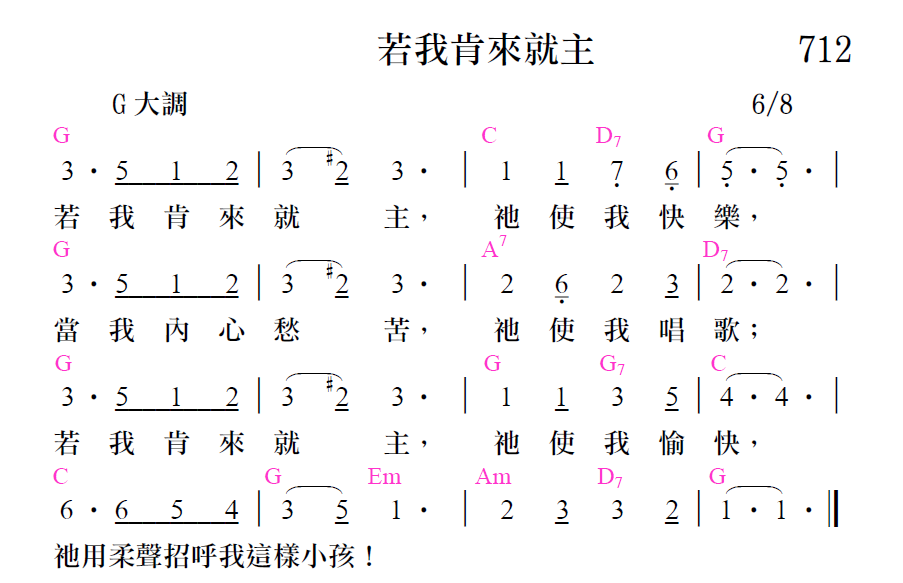 若我肯來就主 712
G 大調 6/8
G C D7 G
3 · 5 1 2 | 3 #2 3 · | 1 1 7 6 | 5 · 5 · |
若 我 肯 來 就 主， 祂 使 我 快 樂，
G A7 D7
3 · 5 1 2 | 3 #2 3 · | 2 6 2 3 | 2 · 2 · |
當 我 內 心 愁 苦， 祂 使 我 唱 歌；
G G G7 C
3 · 5 1 2 | 3 #2 3 · | 1 1 3 5 | 4 · 4 · |
若 我 肯 來 就 主， 祂 使 我 愉 快，
C G Em Am D7 G
6 · 6 5 4 | 3 5 1 · | 2 3 3 2 | 1 · 1 · ‖
祂用柔聲招呼我這樣小孩！